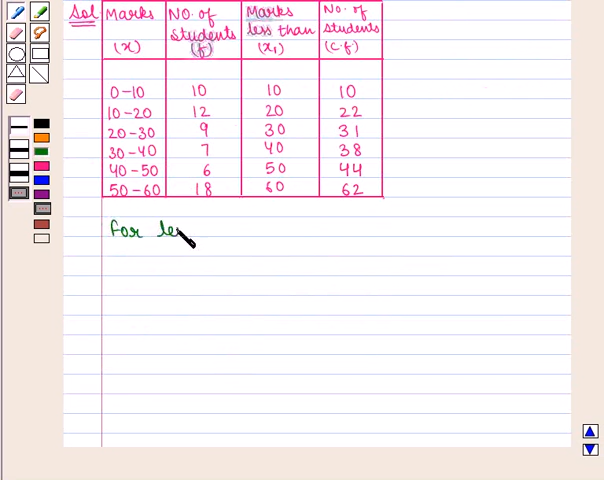 Sol Marks No. of Marks No. of
students less than students
(x) (f) (x₁) (c.f)
0-10 10 10 10
10-20 12 20 22
20-30 9 30 31
30-40 7 40 38
40-50 6 50 44
50-60 18 60 62
For le